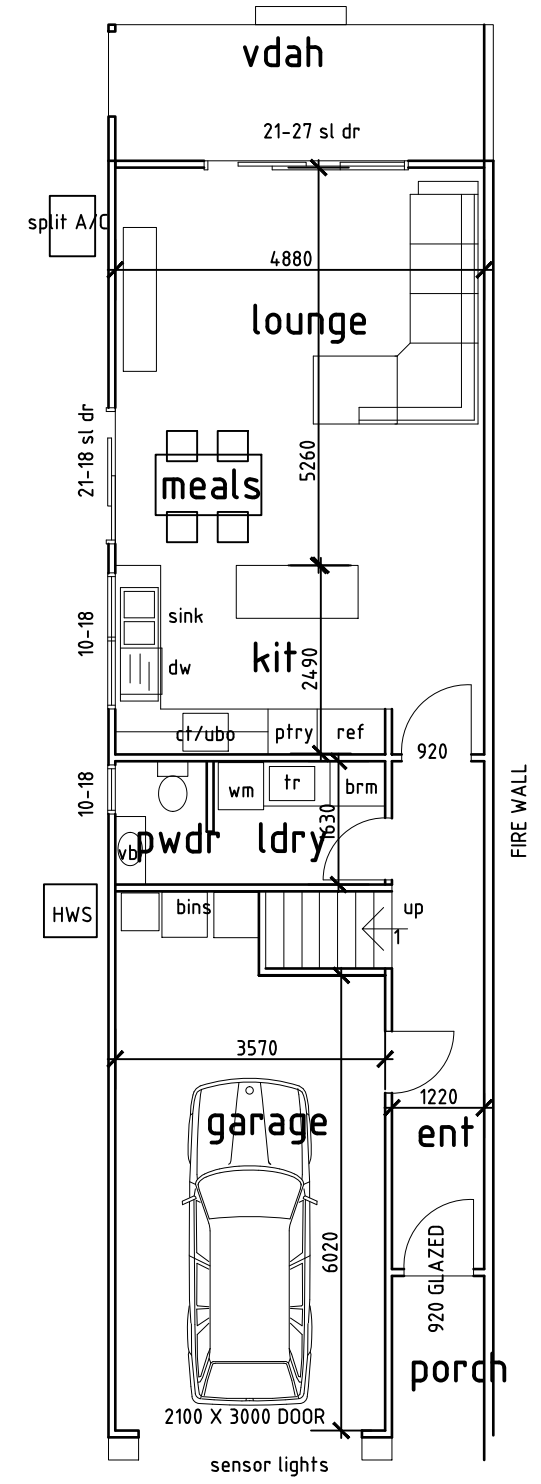 vdah
21-27 sl dr
split A/C
4880
lounge
21-18 sl dr
5260
meals
10-18
sink
kit
2490
dw
ct/ubo
ptry
ref
920
10-18
wm
tr
brm
FIRE WALL
1630
vb
pwdr
ldry
HWS
bins
up
1
3570
1220
garage
ent
6020
920 GLAZED
porch
2100 X 3000 DOOR
sensor lights